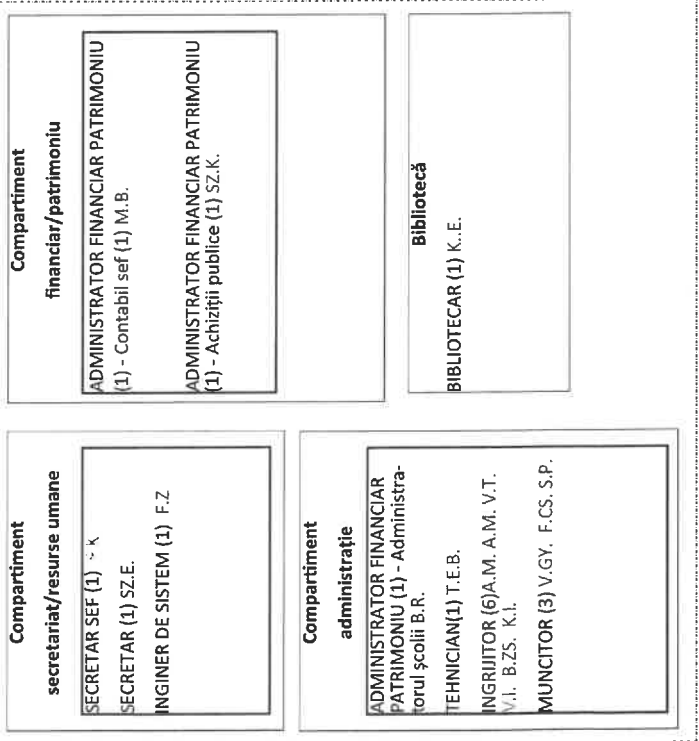 Compartiment
secretariat/resurse umane
SECRETAR SEF (1)
SECRETAR (1) SZ.E.
INGINER DE SISTEM (1) F.Z
Compartiment
financiar/patrimoniu
ADMINISTRATOR FINANCIAR PATRIMONIU
(1) - Contabil sef (1) M.B.
ADMINISTRATOR FINANCIAR PATRIMONIU
(1) - Achiziții publice (1) SZ.K.
Compartiment
administrație
ADMINISTRATOR FINANCIAR
PATRIMONIU (1) - Administra-
torul școlii B.R.
TEHNICIAN(1) T.E.B.
INGRIJITOR (6)A.M. A.M. V.T.
V.I. B.ZS. K.I.
MUNCITOR (3) V.GY. F.CS. S.P.
Bibliotecă
BIBLIOTECAR (1) K..E.